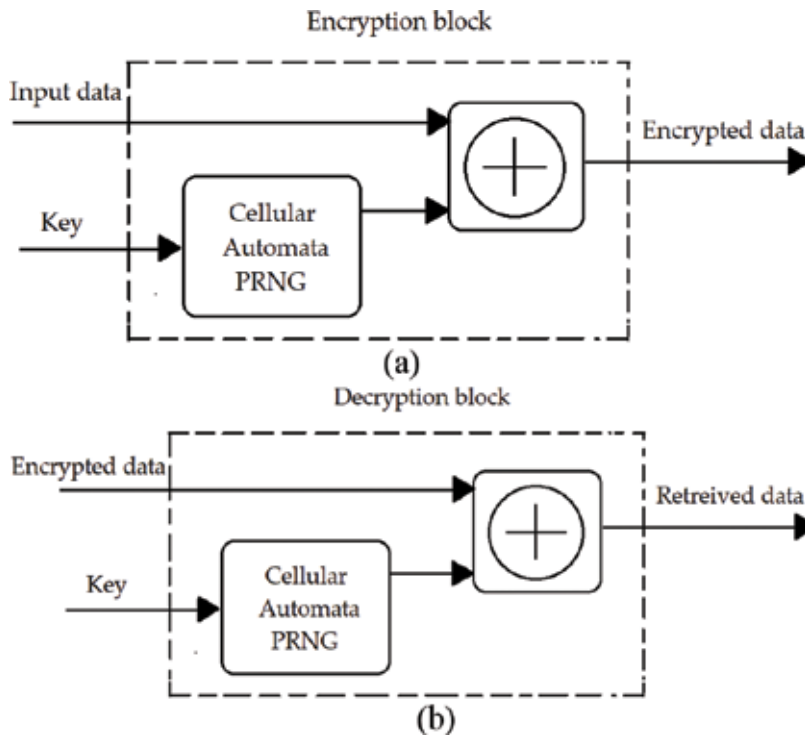 Encryption block
Input data
Encrypted data
Key
Cellular
Automata
PRNG
(a)
Decryption block
Encrypted data
Retreived data
Key
Cellular
Automata
PRNG
(b)